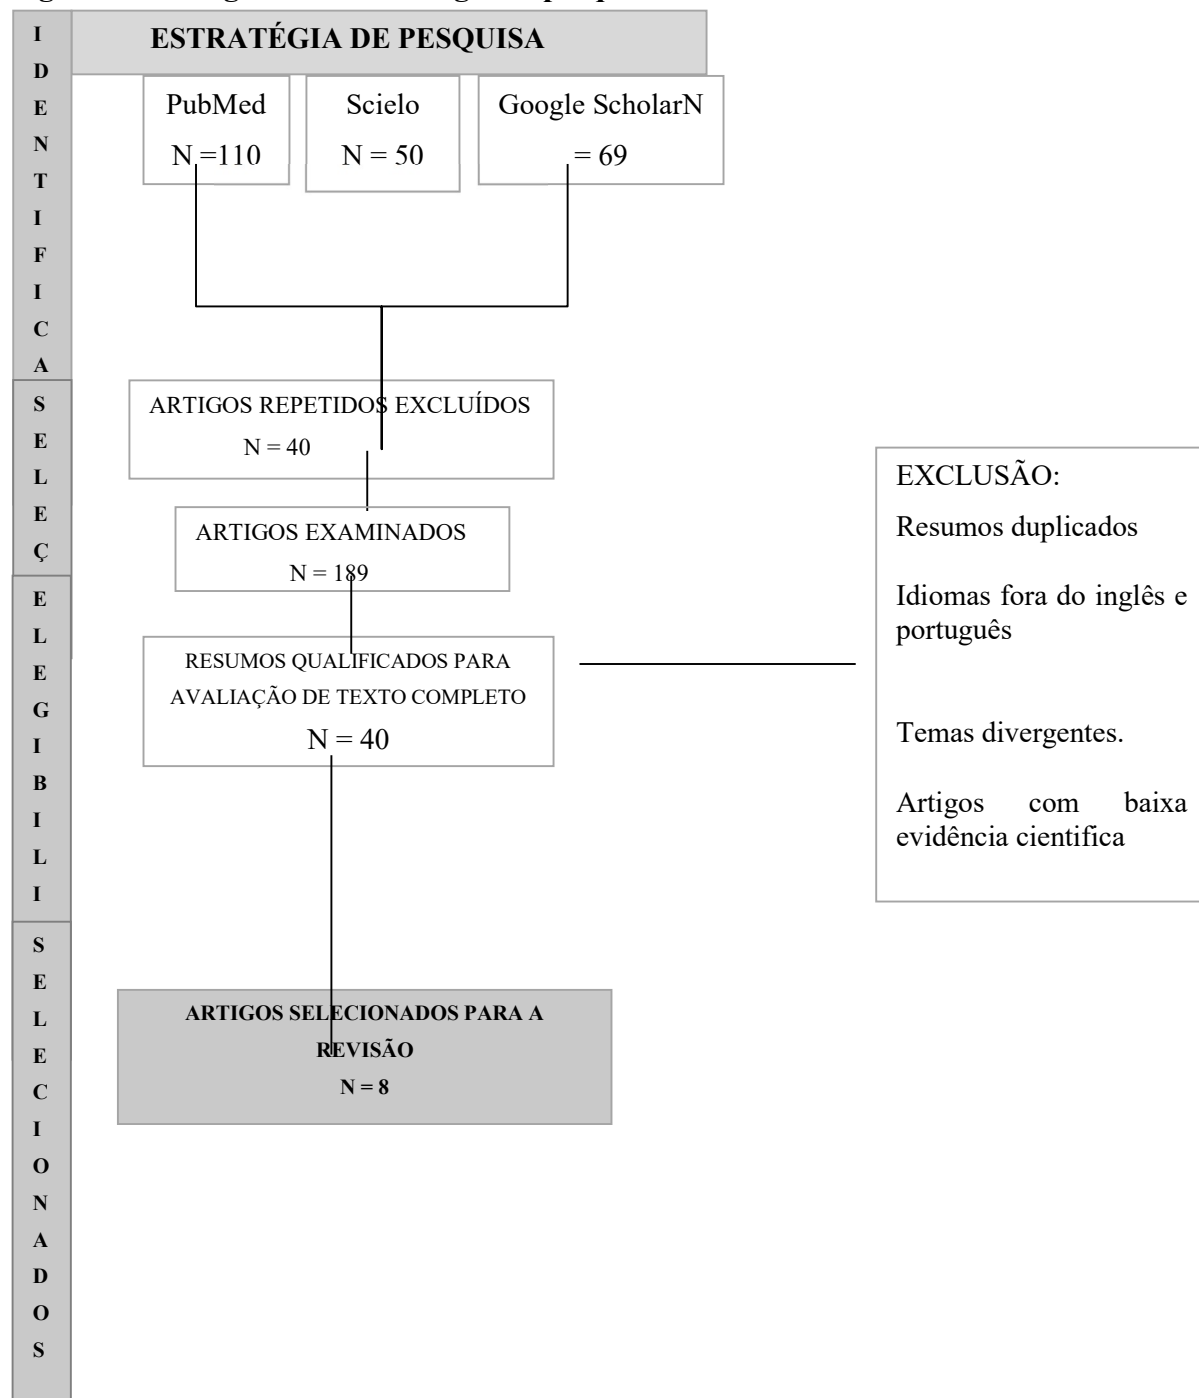 ESTRATÉGIA DE PESQUISA
PubMed
N =110
Scielo
N = 50
Google ScholarN
= 69
I
D
E
N
T
I
F
I
C
A
ARTIGOS REPETIDOS EXCLUÍDOS
N = 40
ARTIGOS EXAMINADOS
N = 189
S
E
L
E
Ç
RESUMOS QUALIFICADOS PARA
AVALIAÇÃO DE TEXTO COMPLETO
N = 40
EXCLUSÃO:
Resumos duplicados
Idiomas fora do inglês e
português
Temas divergentes.
Artigos com baixa
evidência cientifica
E
L
E
G
I
B
I
L
I
ARTIGOS SELECIONADOS PARA A
REVISÃO
N = 8
S
E
L
E
C
I
O
N
A
D
O
S